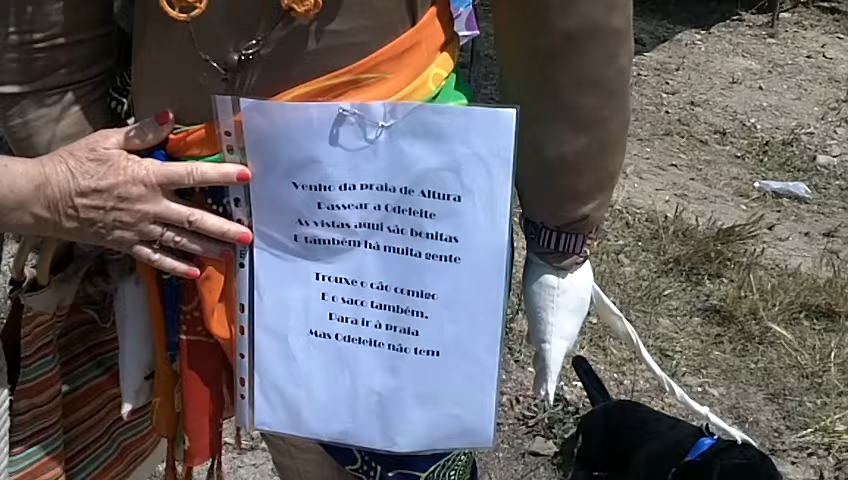 Venho da praia de Altura
Passear a Odeleite
As vistas aqui são bonitas
E também há muita gente
Trouxe o cão comigo
E o saco também,
Para ir à praia
Mas Odeleite não tem